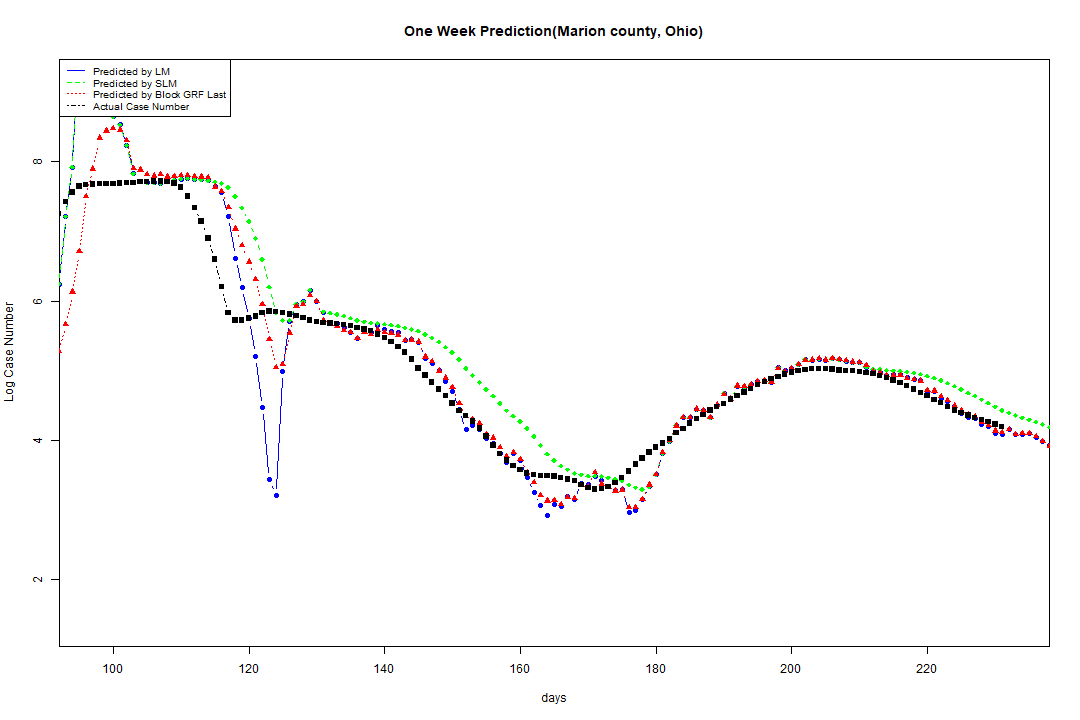 One Week Prediction(Marion county, Ohio)
Predicted by LM
Predicted by SLM
Predicted by Block GRF Last
Actual Case Number
Log Case Number
8
6
4
2
100 120 140 160 180 200 220
days